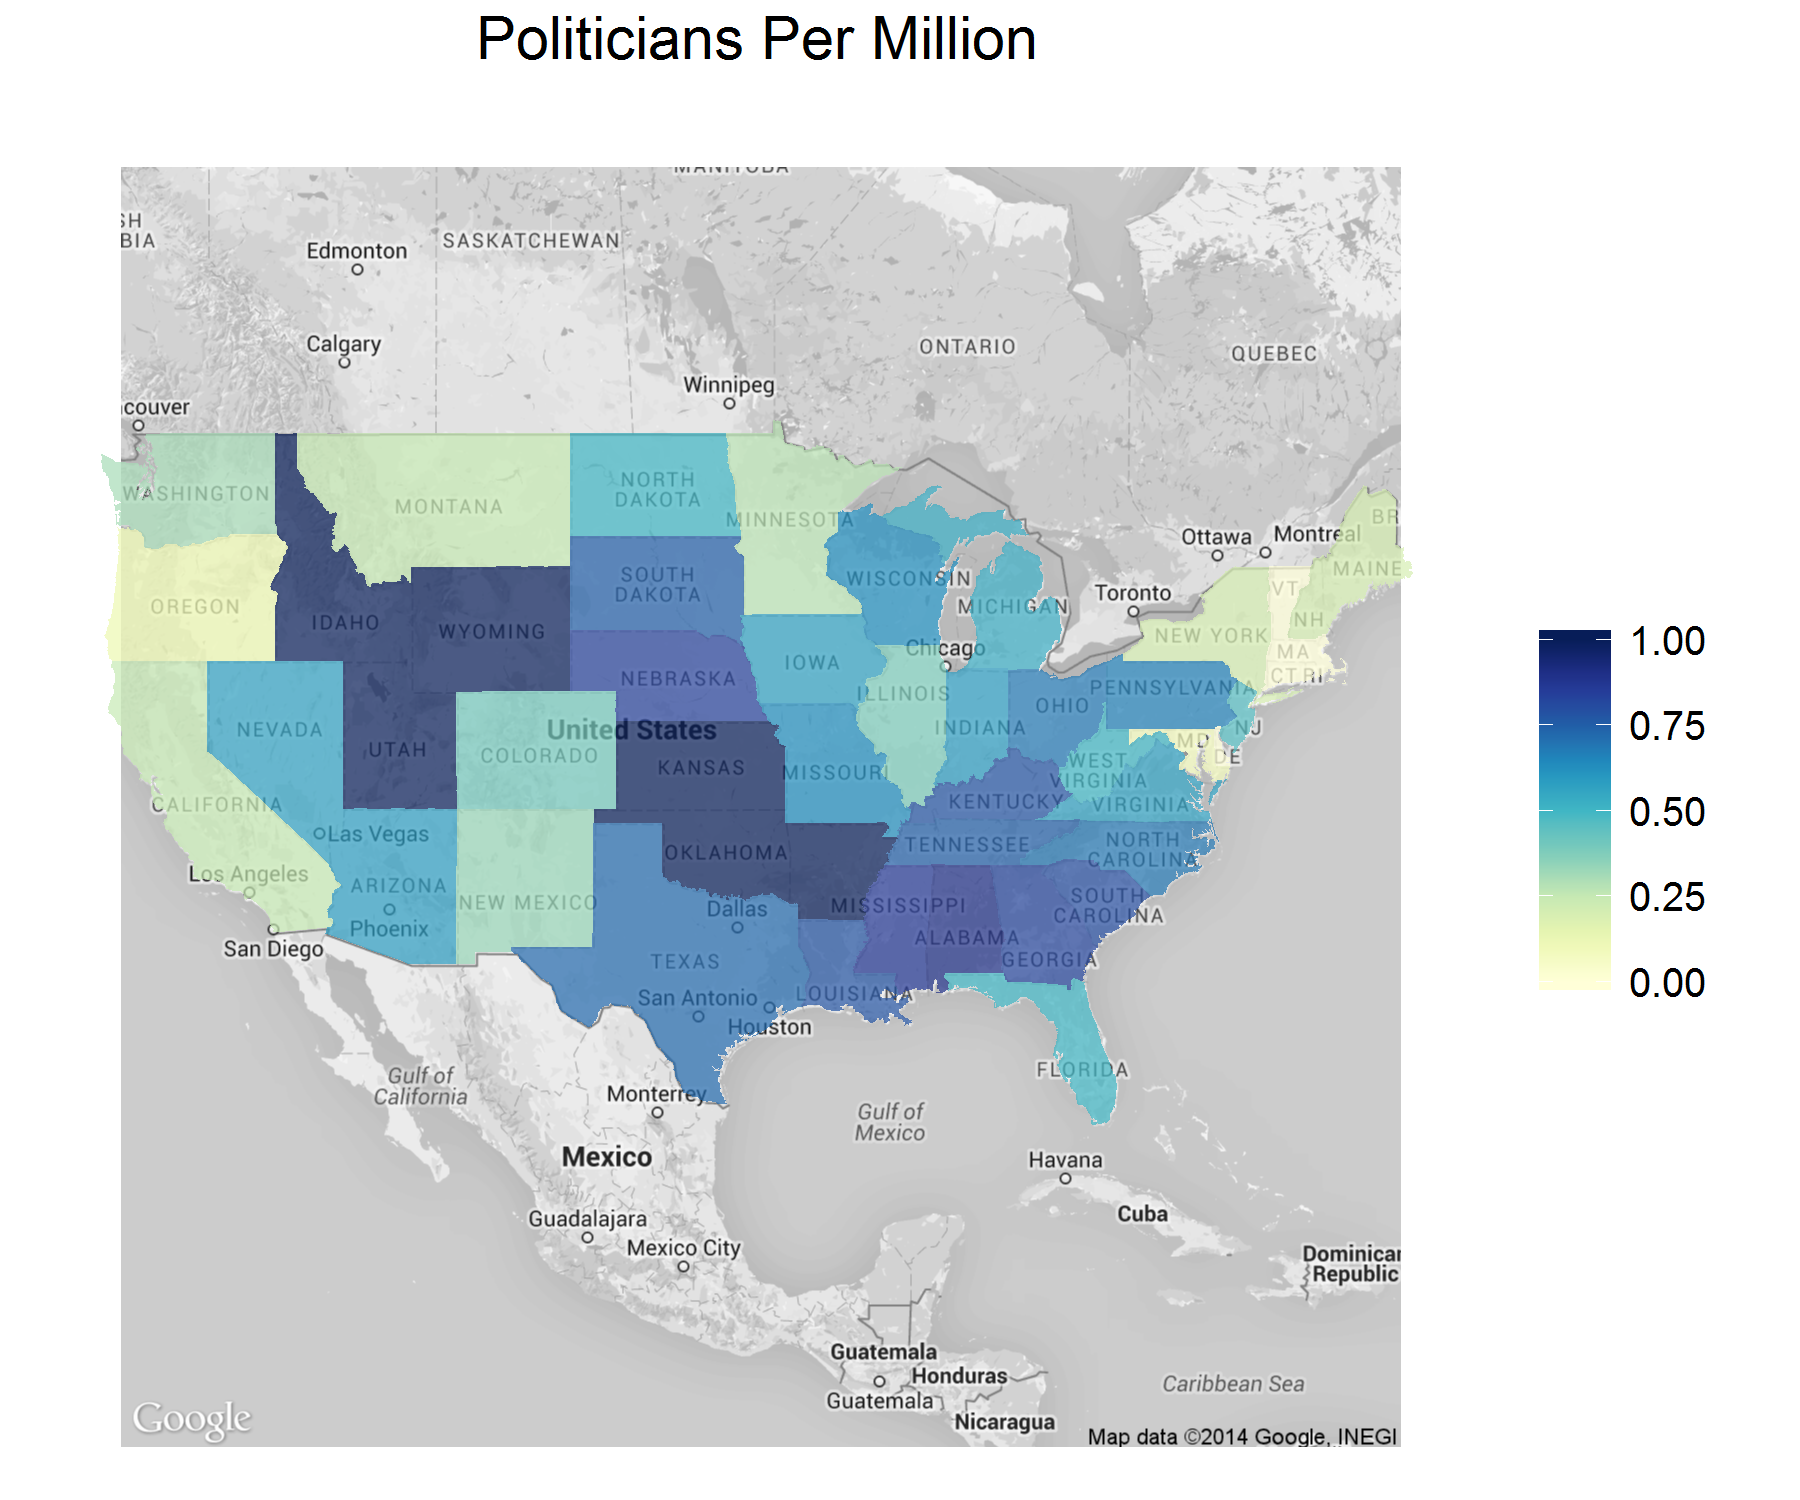 Politicians Per Million
MANITOBA
SH
BIA
Edmonton
SASKATCHEWAN
Calgary
ONTARIO
QUEBEC
Winnipeg
ncouver
WASHINGTON
MONTANA
NORTH
DAKOTA
MINNESOTA
BR
Ottawa
Montreal
MAINE
OREGON
IDAHO
WYOMING
SOUTH
DAKOTA
WISCONSIN
MICHIGAN
Toronto
VT
NH
NEW YORK
MA
CT RI
Chicago
IOWA
NEBRASKA
ILLINOIS
INDIANA
OHIO
PENNSYLVANIA
NJ
MD
DE
NEVADA
UTAH
United States
COLORADO
KANSAS
MISSOURI
WEST
VIRGINIA
KENTUCKY
VIRGINIA
CALIFORNIA
Las Vegas
Los Angeles
ARIZONA
Phoenix
NEW MEXICO
OKLAHOMA
TENNESSEE
NORTH
CAROLINA
San Diego
Dallas
MISSISSIPPI
ALABAMA
GEORGIA
SOUTH
CAROLINA
TEXAS
San Antonio
Houston
LOUISIANA
FLORIDA
Gulf of
California
Monterrey
Gulf of
Mexico
Mexico
Havana
Cuba
Guadalajara
Mexico City
Dominican
Republic
Guatemala
Honduras
Guatemala
Nicaragua
Caribbean Sea
Google
Map data ©2014 Google, INEGI
1.00
0.75
0.50
0.25
0.00